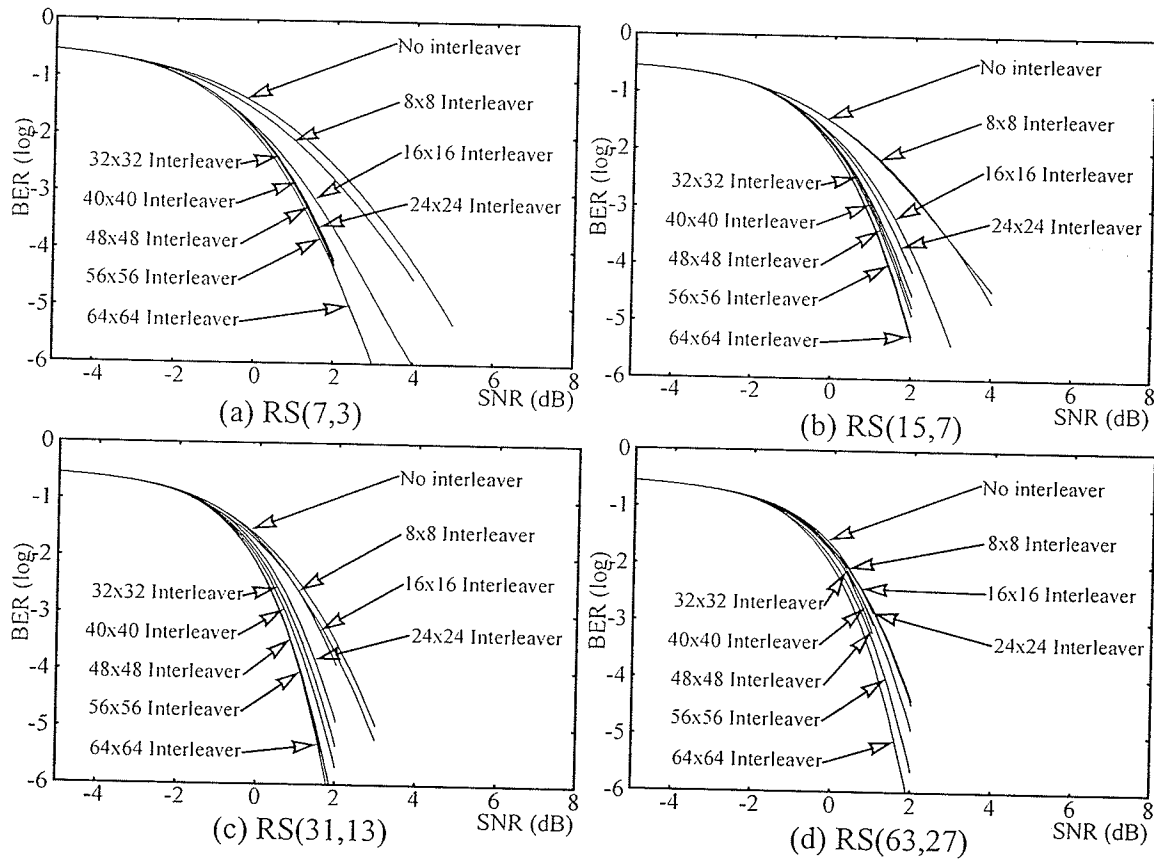 0
-1
-2
-3
-4
-5
-6
BER (log)
No interleaver
8x8 Interleaver
16x16 Interleaver
24x24 Interleaver
32x32 Interleaver
40x40 Interleaver
48x48 Interleaver
56x56 Interleaver
64x64 Interleaver
-4 -2 0 2 4 6 8
SNR (dB)
(a) RS(7,3)
0
-1
-2
-3
-4
-5
-6
BER (log)
No interleaver
8x8 Interleaver
16x16 Interleaver
24x24 Interleaver
32x32 Interleaver
40x40 Interleaver
48x48 Interleaver
56x56 Interleaver
64x64 Interleaver
-4 -2 0 2 4 6 8
SNR (dB)
(b) RS(15,7)
0
-1
-2
-3
-4
-5
-6
BER (log)
No interleaver
8x8 Interleaver
16x16 Interleaver
24x24 Interleaver
32x32 Interleaver
40x40 Interleaver
48x48 Interleaver
56x56 Interleaver
64x64 Interleaver
-4 -2 0 2 4 6 8
SNR (dB)
(c) RS(31,13)
0
-1
-2
-3
-4
-5
-6
BER (log)
No interleaver
8x8 Interleaver
16x16 Interleaver
24x24 Interleaver
32x32 Interleaver
40x40 Interleaver
48x48 Interleaver
56x56 Interleaver
64x64 Interleaver
-4 -2 0 2 4 6 8
SNR (dB)
(d) RS(63,27)